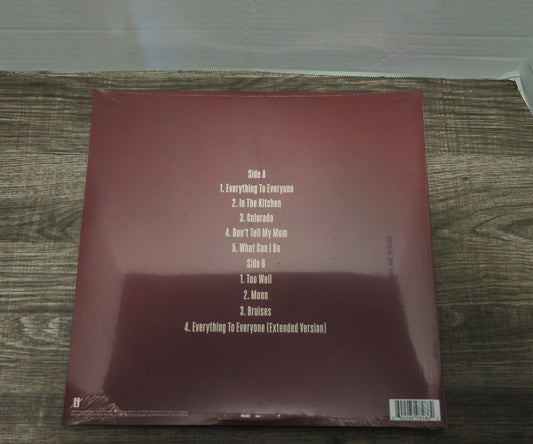 Side A
1. Everything To Everyone
2. In The Kitchen
3. Colorado
4. Don't Tell My Mom
5. What Can I Do
Side B
1. Too Well
2. Moon
3. Bruises
4. Everything To Everyone (Extended Version)